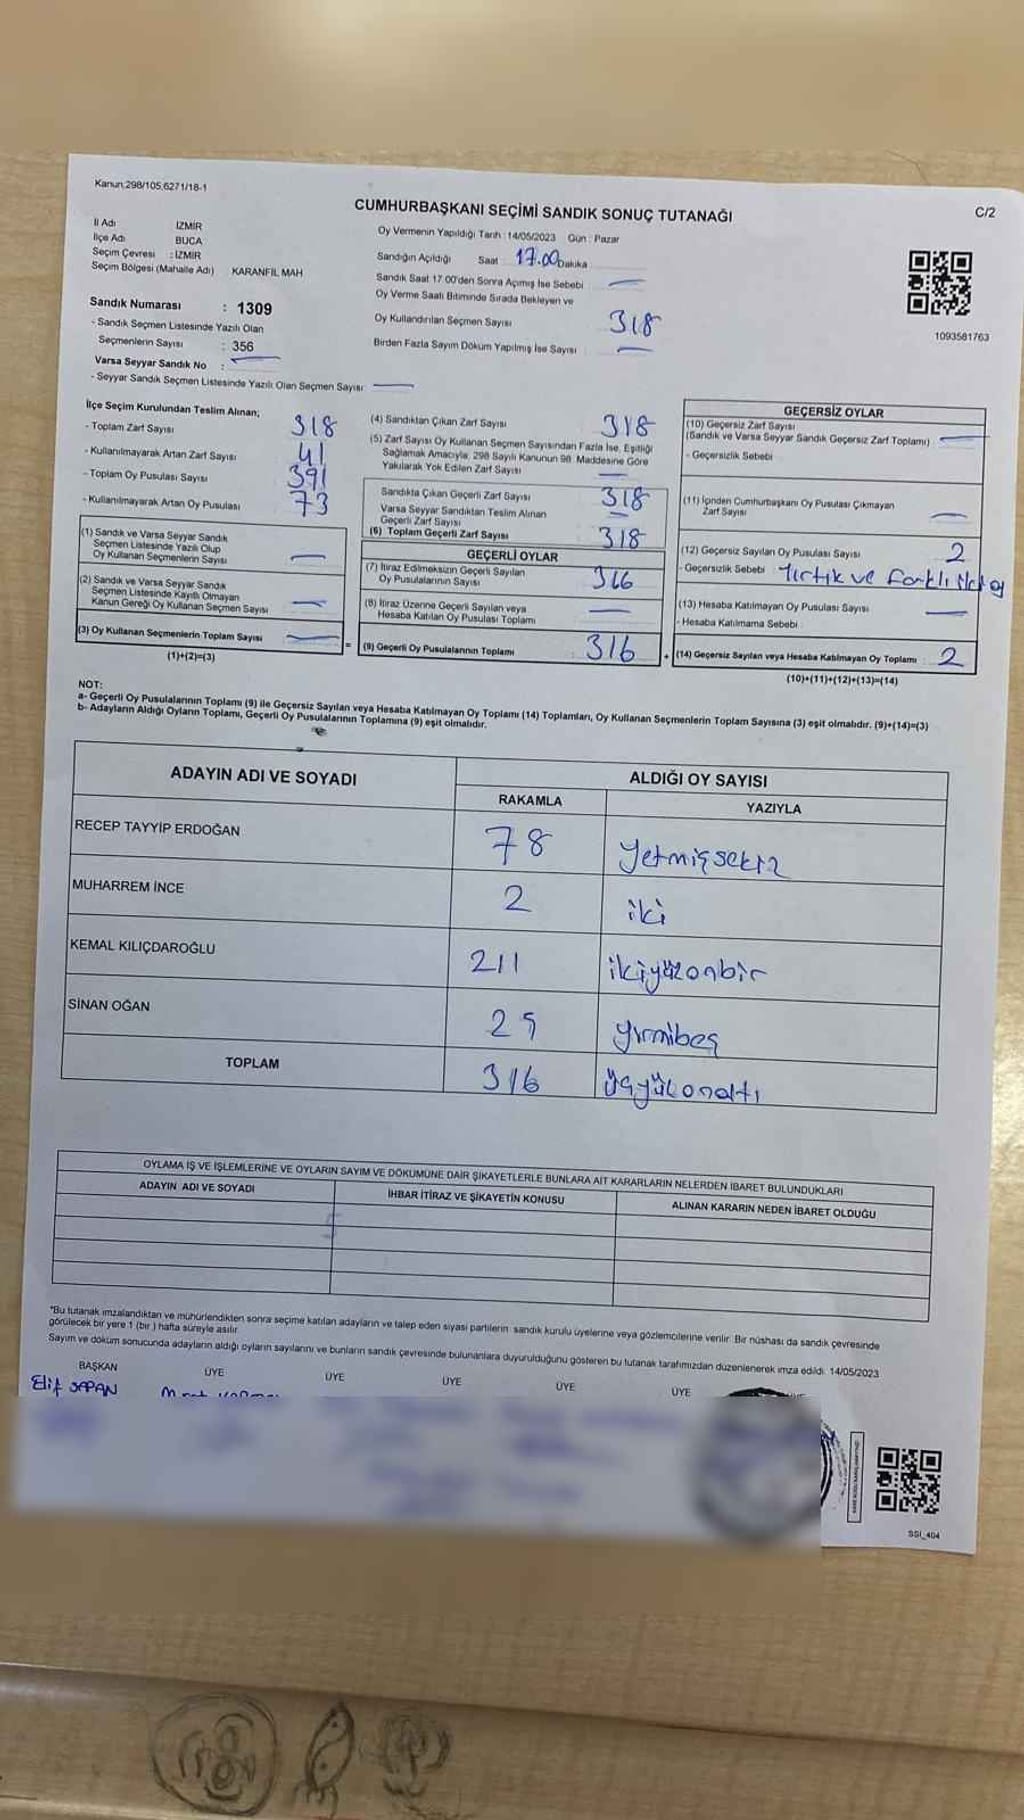 Kanun:298/105,6271/18-1
CUMHURBAŞKANI SEÇİMİ SANDIK SONUÇ TUTANAĞI
C/2
İl Adı İZMİR
İlçe Adı BUCA
Seçim Çevresi : İZMİR
Seçim Bölgesi (Mahalle Adı) KARANFİL MAH
Sandık Numarası : 1309
- Sandık Seçmen Listesinde Yazılı Olan
Seçmenlerin Sayısı : 356
Varsa Seyyar Sandık No :
- Seyyar Sandık Seçmen Listesinde Yazılı Olan Seçmen Sayısı
Oy Vermenin Yapıldığı Tarih : 14/05/2023 Gün : Pazar
Sandığın Açıldığı Saat 17.00 Dakika
Sandık Saat 17.00'den Sonra Açılmış İse Sebebi
Oy Verme Saati Bitiminde Sırada Bekleyen ve
Oy Kullandırılan Seçmen Sayısı 318
Birden Fazla Sayım Döküm Yapılmış İse Sayısı
1093581763
İlçe Seçim Kurulundan Teslim Alınan;
- Toplam Zarf Sayısı 318
- Kullanılmayarak Artan Zarf Sayısı 41
- Toplam Oy Pusulası Sayısı 391
- Kullanılmayarak Artan Oy Pusulası 73
(1) Sandık ve Varsa Seyyar Sandık
Seçmen Listesinde Yazılı Olup
Oy Kullanan Seçmenlerin Sayısı
(2) Sandık ve Varsa Seyyar Sandık
Seçmen Listesinde Kayıtlı Olmayan
Kanun Gereği Oy Kullanan Seçmen Sayısı
(3) Oy Kullanan Seçmenlerin Toplam Sayısı
(1)+(2)=(3)
(4) Sandıktan Çıkan Zarf Sayısı 318
(5) Zarf Sayısı Oy Kullanan Seçmen Sayısından Fazla İse, Eşitliği
Sağlamak Amacıyla, 298 Sayılı Kanunun 98. Maddesine Göre
Yakılarak Yok Edilen Zarf Sayısı
Sandıkta Çıkan Geçerli Zarf Sayısı 318
Varsa Seyyar Sandıktan Teslim Alınan
Geçerli Zarf Sayısı
(6) Toplam Geçerli Zarf Sayısı 318
GEÇERLİ OYLAR
(7) İtiraz Edilmeksizin Geçerli Sayılan
Oy Pusulalarının Sayısı 316
(8) İtiraz Üzerine Geçerli Sayılan veya
Hesaba Katılan Oy Pusulası Toplamı
= (9) Geçerli Oy Pusulalarının Toplamı 316
GEÇERSİZ OYLAR
(10) Geçersiz Zarf Sayısı
(Sandık ve Varsa Seyyar Sandık Geçersiz Zarf Toplamı)
- Geçersizlik Sebebi
(11) İçinden Cumhurbaşkanı Oy Pusulası Çıkmayan
Zarf Sayısı
(12) Geçersiz Sayılan Oy Pusulası Sayısı 2
- Geçersizlik Sebebi Yırtık ve farklı
(13) Hesaba Katılmayan Oy Pusulası Sayısı
- Hesaba Katılmama Sebebi
+ (14) Geçersiz Sayılan veya Hesaba Katılmayan Oy Toplamı : 2
(10)+(11)+(12)+(13)=(14)
NOT:
a- Geçerli Oy Pusulalarının Toplamı (9) ile Geçersiz Sayılan veya Hesaba Katılmayan Oy Toplamı (14) Toplamları, Oy Kullanan Seçmenlerin Toplam Sayısına (3) eşit olmalıdır. (9)+(14)=(3)
b- Adayların Aldığı Oyların Toplamı, Geçerli Oy Pusulalarının Toplamına (9) eşit olmalıdır.
ADAYIN ADI VE SOYADI ALDIĞI OY SAYISI
RAKAMLA YAZIYLA
RECEP TAYYİP ERDOĞAN 78 yetmişsekiz
MUHARREM İNCE 2 iki
KEMAL KILIÇDAROĞLU 211 ikiyüzonbir
SİNAN OĞAN 25 yirmibeş
TOPLAM 316 üçyüzonaltı
OYLAMA İŞ VE İŞLEMLERİNE VE OYLARIN SAYIM VE DÖKÜMÜNE DAİR ŞİKAYETLERLE BUNLARA AİT KARARLARIN NELERDEN İBARET BULUNDUKLARI
ADAYIN ADI VE SOYADI İHBAR İTİRAZ VE ŞİKAYETİN KONUSU ALINAN KARARIN NEDEN İBARET OLDUĞU
*Bu tutanak imzalandıktan ve mühürlendikten sonra seçime katılan adayların ve talep eden siyasi partilerin sandık kurulu üyelerine veya gözlemcilerine verilir. Bir nüshası da sandık çevresinde
görülecek bir yere 1 (bir ) hafta süreyle asılır.
Sayım ve döküm sonucunda adayların aldığı oyların sayılarını ve bunların sandık çevresinde bulunanlara duyurulduğunu gösteren bu tutanak tarafımızdan düzenlenerek imza edildi. 14/05/2023
BAŞKAN ÜYE ÜYE ÜYE ÜYE ÜYE
Elif SAPAN
SSI_404